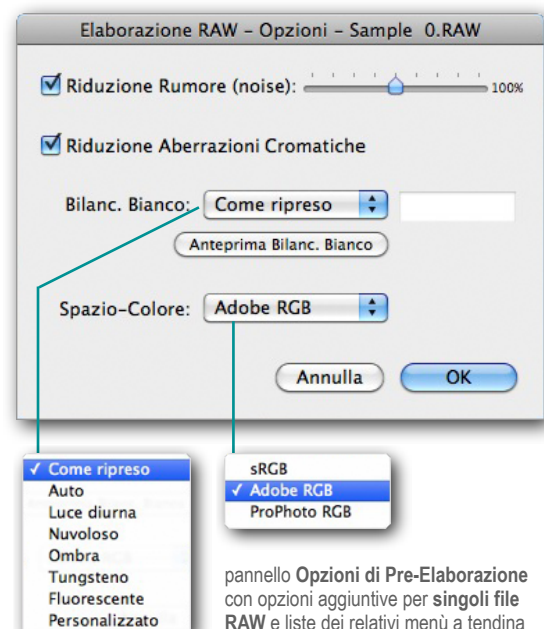 Elaborazione RAW – Opzioni – Sample 0.RAW
Riduzione Rumore (noise): 100%
Riduzione Aberrazioni Cromatiche
Bilanc. Bianco: Come ripreso
Anteprima Bilanc. Bianco
Spazio-Colore: Adobe RGB
Annulla OK
✓ Come ripreso
Auto
Luce diurna
Nuvoloso
Ombra
Tungsteno
Fluorescente
Personalizzato
sRGB
✓ Adobe RGB
ProPhoto RGB
pannello Opzioni di Pre-Elaborazione
con opzioni aggiuntive per singoli file
RAW e liste dei relativi menù a tendina